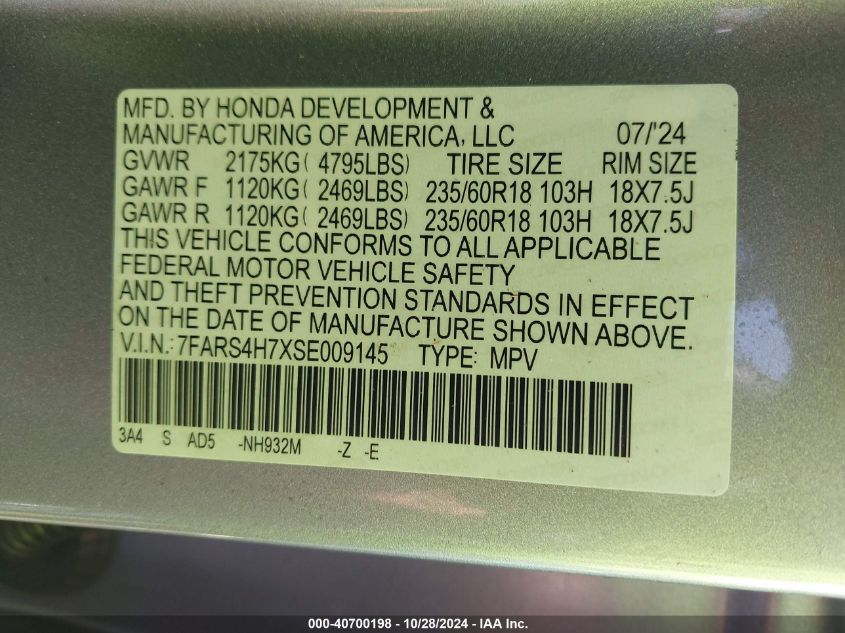 MFD. BY HONDA DEVELOPMENT &
MANUFACTURING OF AMERICA, LLC 07/'24
GVWR 2175KG( 4795LBS) TIRE SIZE RIM SIZE
GAWR F 1120KG( 2469LBS) 235/60R18 103H 18X7.5J
GAWR R 1120KG( 2469LBS) 235/60R18 103H 18X7.5J
THIS VEHICLE CONFORMS TO ALL APPLICABLE
FEDERAL MOTOR VEHICLE SAFETY
AND THEFT PREVENTION STANDARDS IN EFFECT
ON THE DATE OF MANUFACTURE SHOWN ABOVE.
V.I.N.: 7FARS4H7XSE009145 TYPE: MPV
3A4 S AD5 -NH932M -Z -E
000-40700198 - 10/28/2024 - IAA Inc.